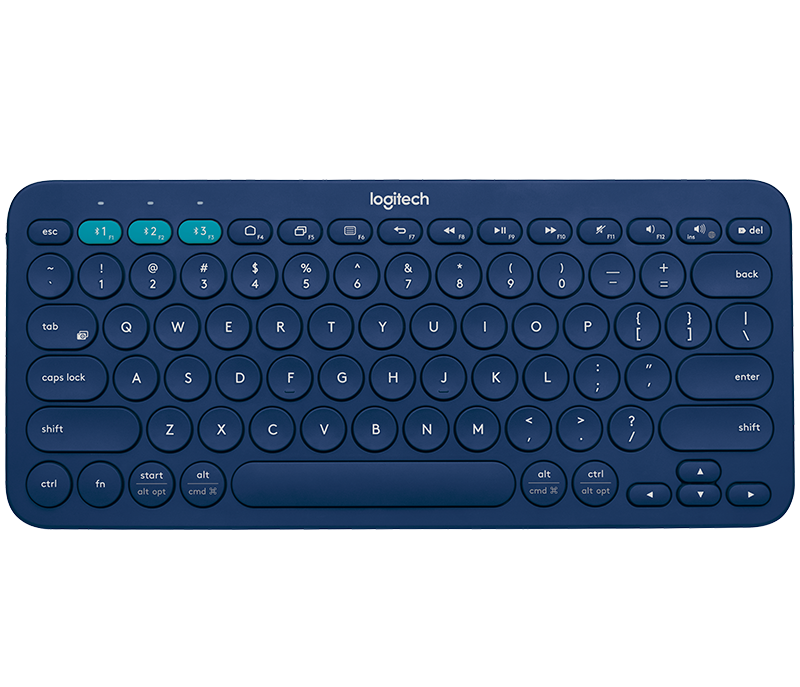 logitech
esc 1 F1 2 F2 3 F3 F4 F5 F6 F7 F8 F9 F10 F11 F12 ins del
~ ! @ # $ % ^ & * ( ) — + back
` 1 2 3 4 5 6 7 8 9 0 - =
tab Q W E R T Y U I O P { } |
[ ] \
caps lock A S D F G H J K L : " enter
; '
shift Z X C V B N M < > ? shift
, . /
ctrl fn start alt alt ctrl
alt opt cmd ⌘ cmd ⌘ alt opt